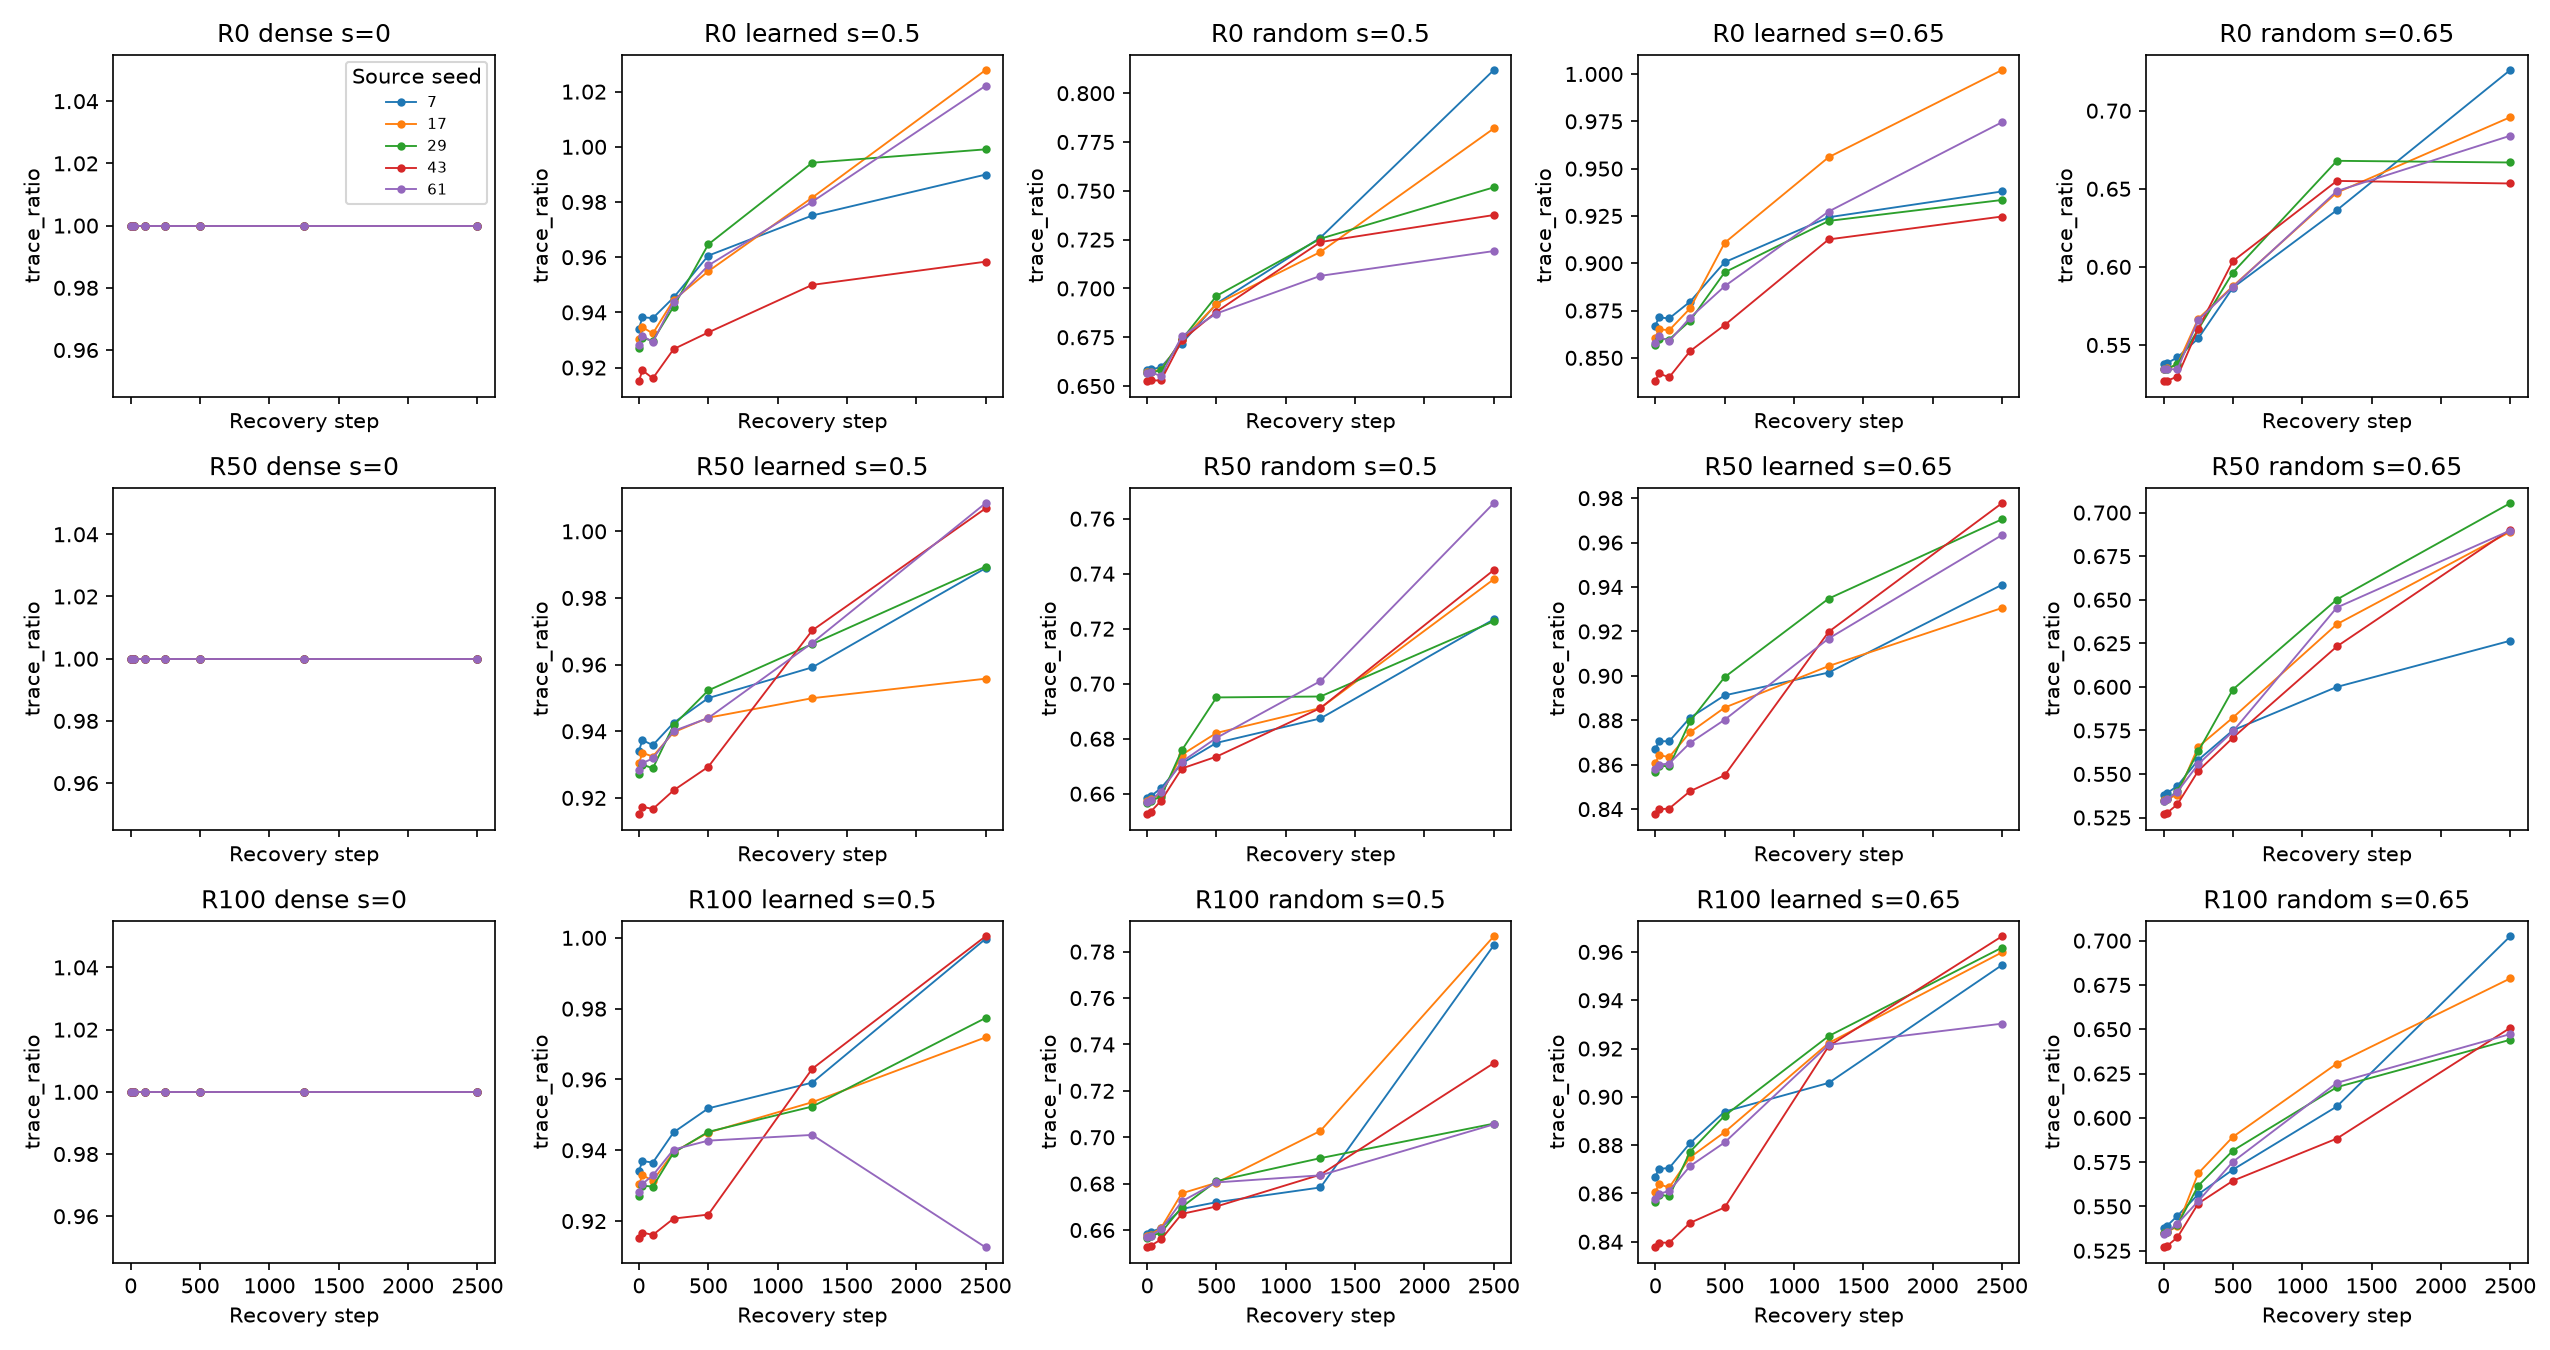 R0 dense s=0
R0 learned s=0.5
R0 random s=0.5
R0 learned s=0.65
R0 random s=0.65
trace_ratio
1.04
1.02
1.00
0.98
0.96
Source seed
7
17
29
43
61
Recovery step
trace_ratio
1.02
1.00
0.98
0.96
0.94
0.92
Recovery step
trace_ratio
0.800
0.775
0.750
0.725
0.700
0.675
0.650
Recovery step
trace_ratio
1.000
0.975
0.950
0.925
0.900
0.875
0.850
Recovery step
trace_ratio
0.70
0.65
0.60
0.55
Recovery step
R50 dense s=0
R50 learned s=0.5
R50 random s=0.5
R50 learned s=0.65
R50 random s=0.65
trace_ratio
1.04
1.02
1.00
0.98
0.96
Recovery step
trace_ratio
1.00
0.98
0.96
0.94
0.92
Recovery step
trace_ratio
0.76
0.74
0.72
0.70
0.68
0.66
Recovery step
trace_ratio
0.98
0.96
0.94
0.92
0.90
0.88
0.86
0.84
Recovery step
trace_ratio
0.700
0.675
0.650
0.625
0.600
0.575
0.550
0.525
Recovery step
R100 dense s=0
R100 learned s=0.5
R100 random s=0.5
R100 learned s=0.65
R100 random s=0.65
trace_ratio
1.04
1.02
1.00
0.98
0.96
0 500 1000 1500 2000 2500
Recovery step
trace_ratio
1.00
0.98
0.96
0.94
0.92
0 500 1000 1500 2000 2500
Recovery step
trace_ratio
0.78
0.76
0.74
0.72
0.70
0.68
0.66
0 500 1000 1500 2000 2500
Recovery step
trace_ratio
0.96
0.94
0.92
0.90
0.88
0.86
0.84
0 500 1000 1500 2000 2500
Recovery step
trace_ratio
0.700
0.675
0.650
0.625
0.600
0.575
0.550
0.525
0 500 1000 1500 2000 2500
Recovery step